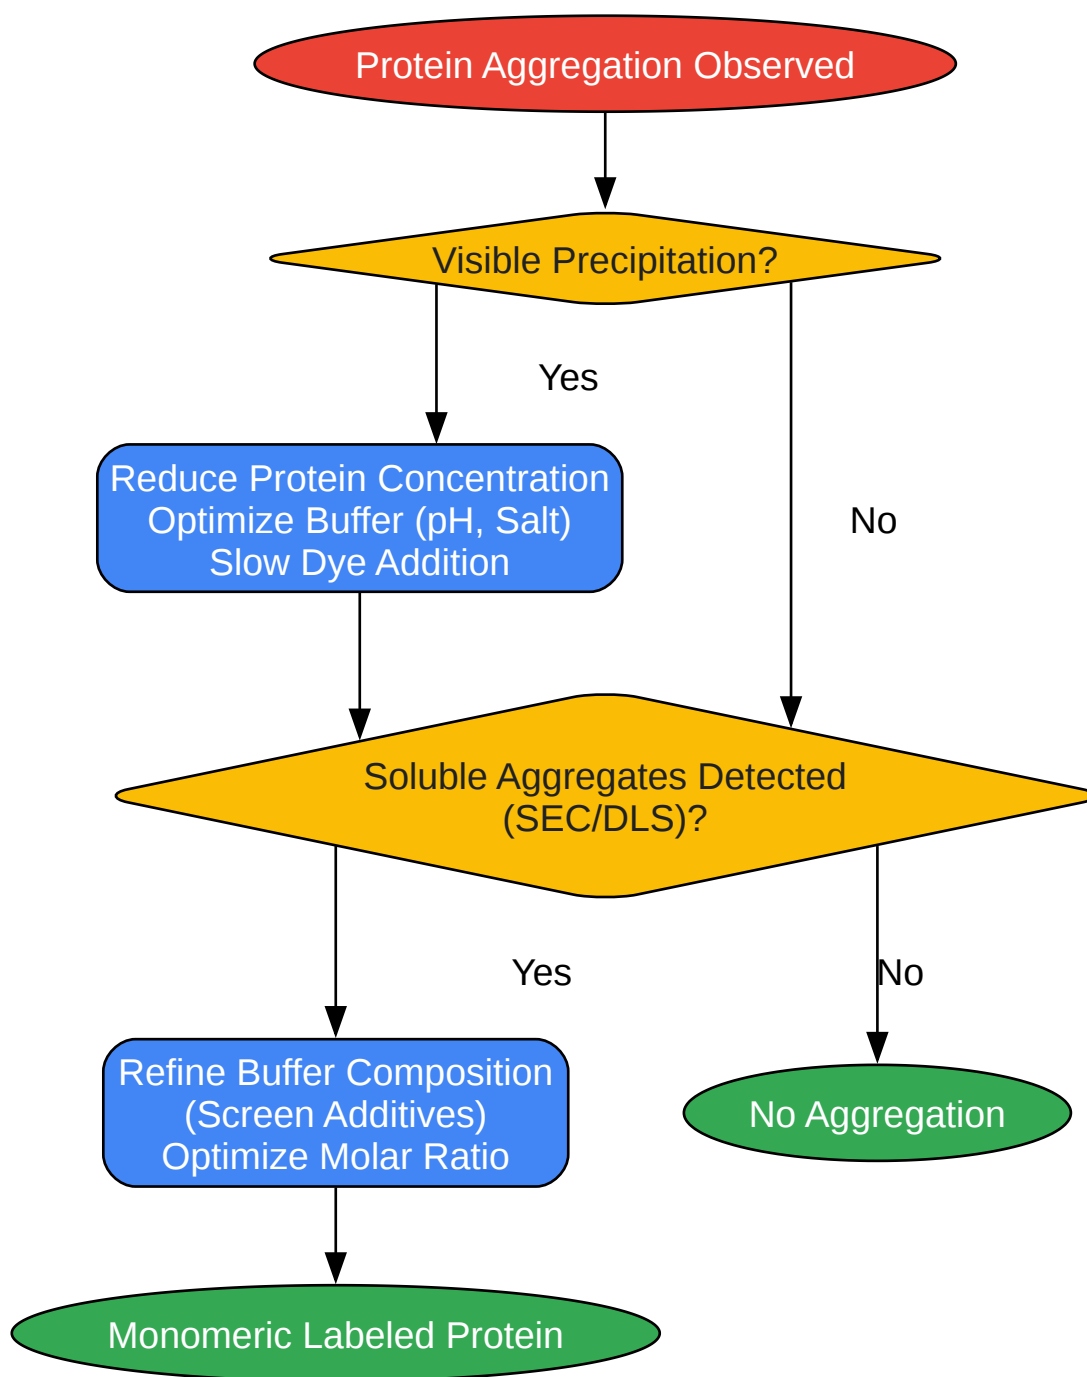 Protein Aggregation Observed
Visible Precipitation?
Yes
Reduce Protein Concentration
Optimize Buffer (pH, Salt)
Slow Dye Addition
No
Soluble Aggregates Detected
(SEC/DLS)?
Yes
No
Refine Buffer Composition
(Screen Additives)
Optimize Molar Ratio
No Aggregation
Monomeric Labeled Protein